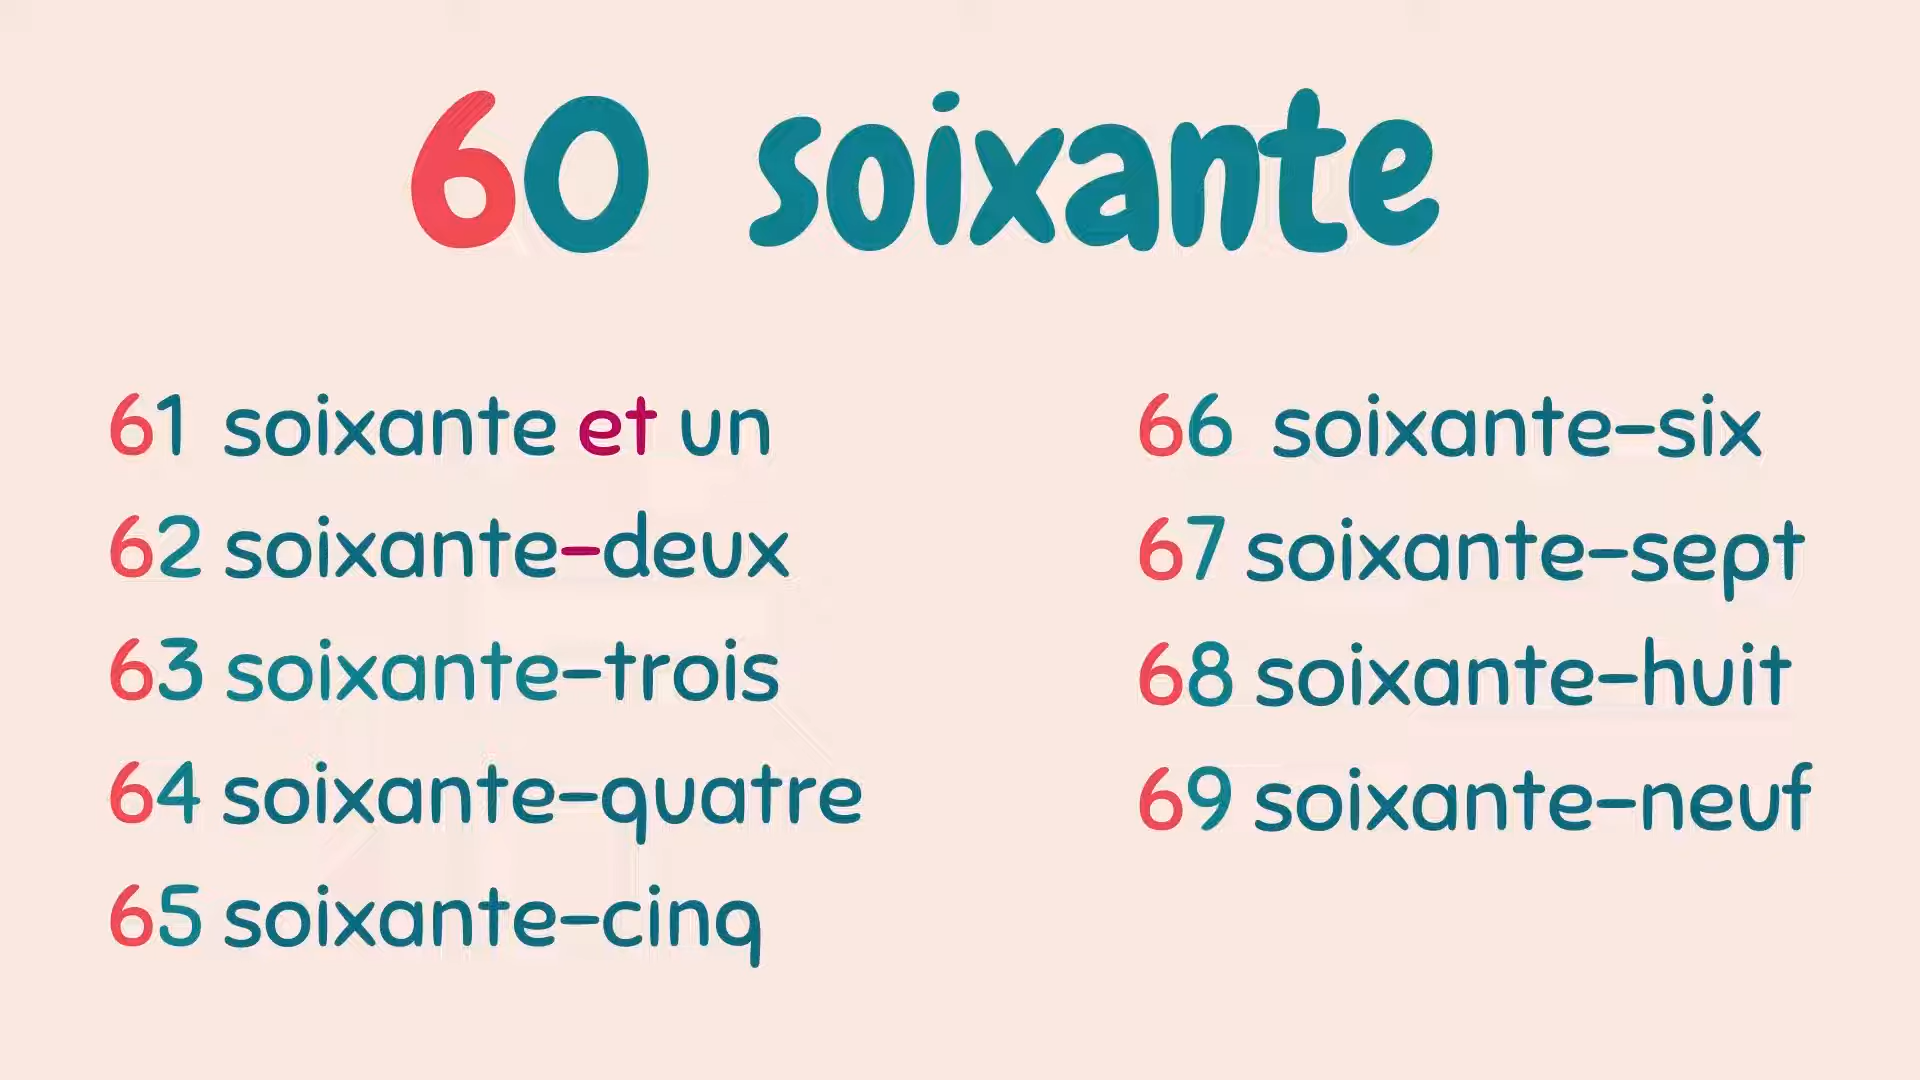 60 soixante
61 soixante et un
62 soixante-deux
63 soixante-trois
64 soixante-quatre
65 soixante-cinq
66 soixante-six
67 soixante-sept
68 soixante-huit
69 soixante-neuf